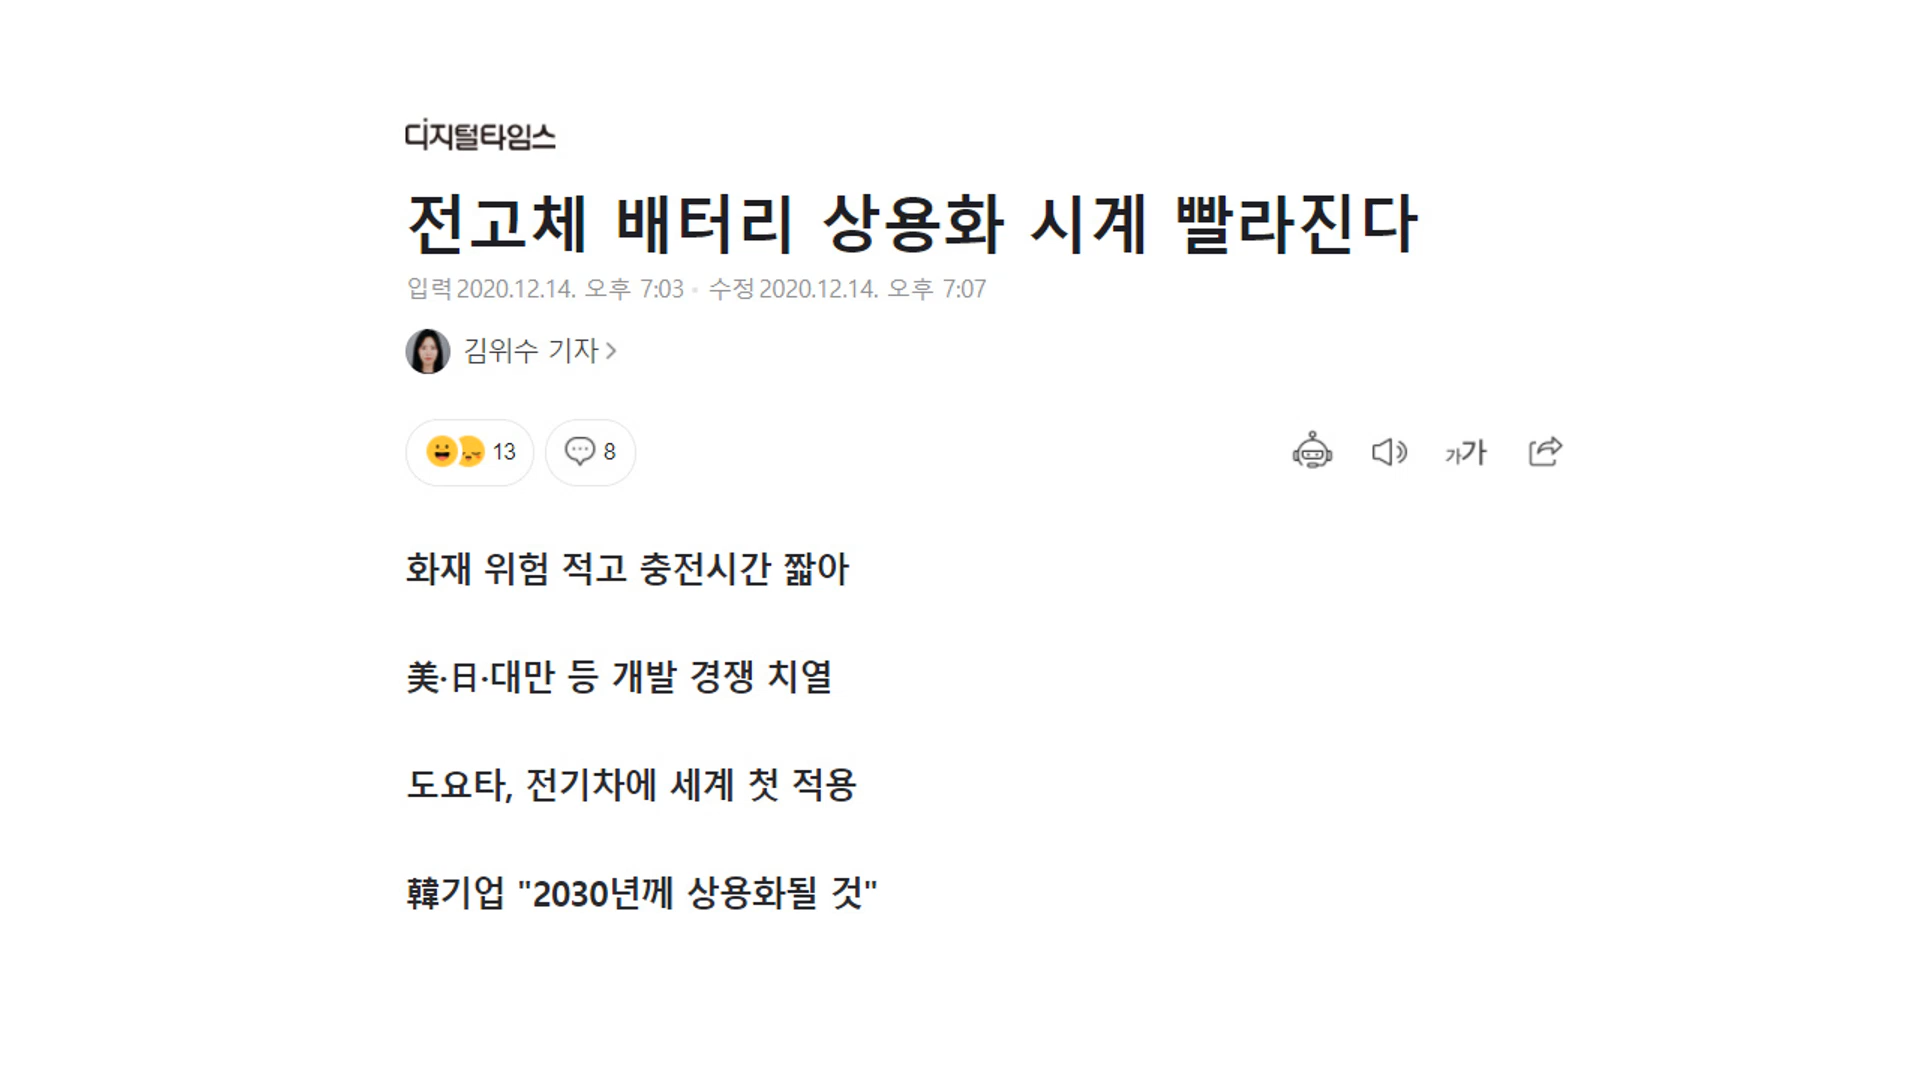 디지털타임스
전고체 배터리 상용화 시계 빨라진다
입력 2020.12.14. 오후 7:03 · 수정 2020.12.14. 오후 7:07
김위수 기자 >
13 8 가가
화재 위험 적고 충전시간 짧아
美·日·대만 등 개발 경쟁 치열
도요타, 전기차에 세계 첫 적용
韓기업 "2030년께 상용화될 것"